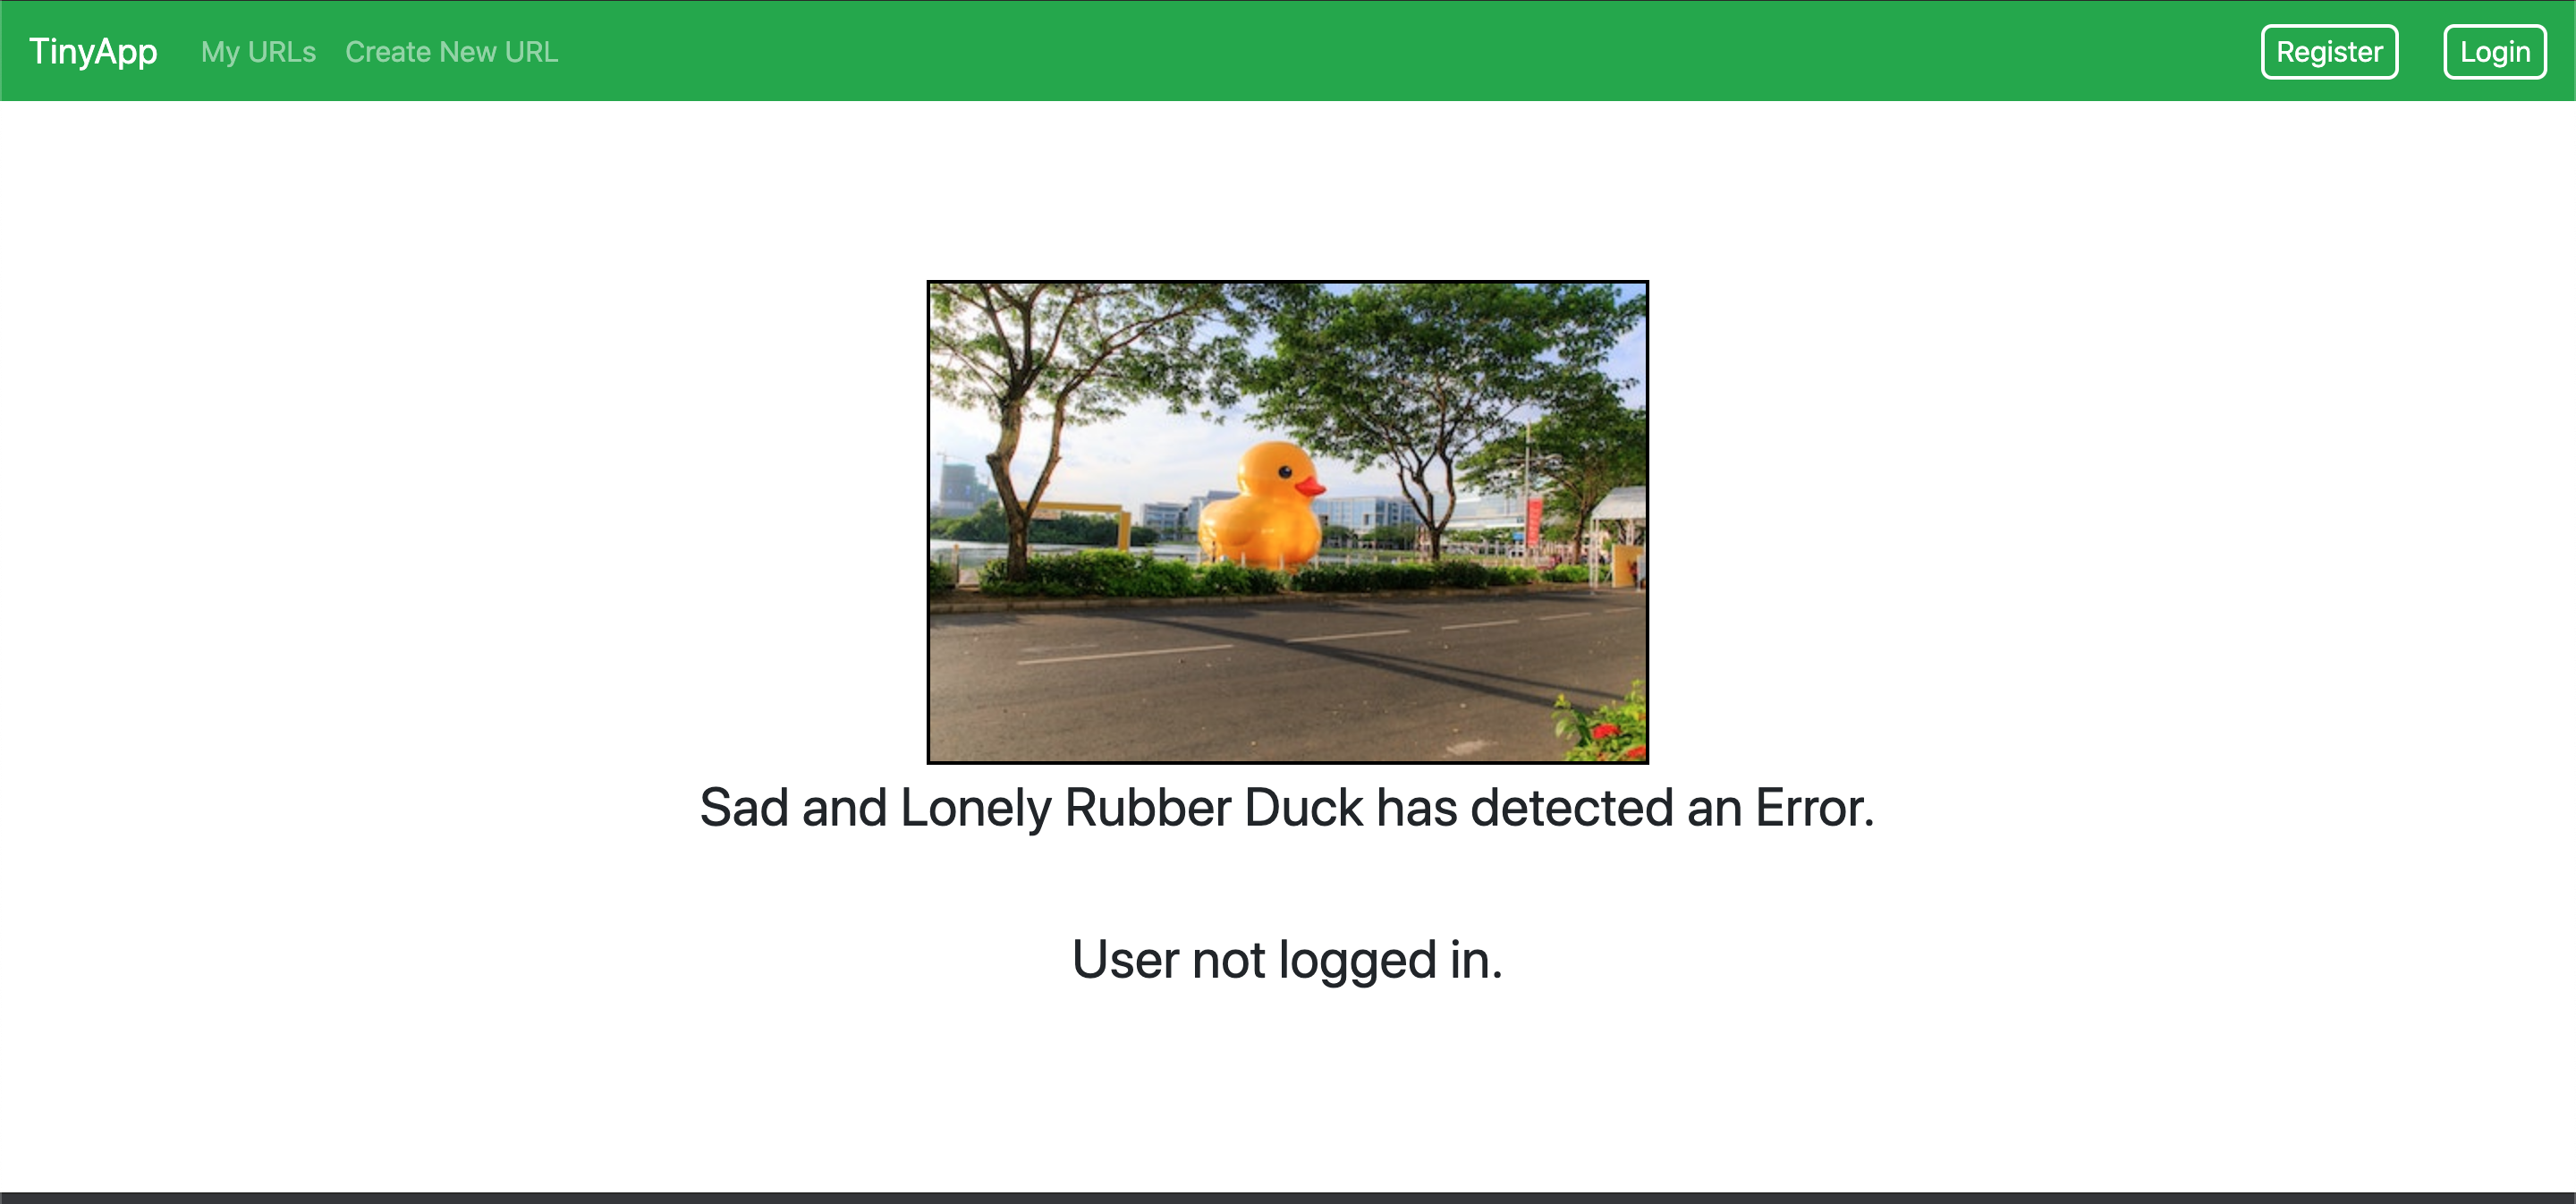 TinyApp My URLs Create New URL Register Login
Sad and Lonely Rubber Duck has detected an Error.
User not logged in.